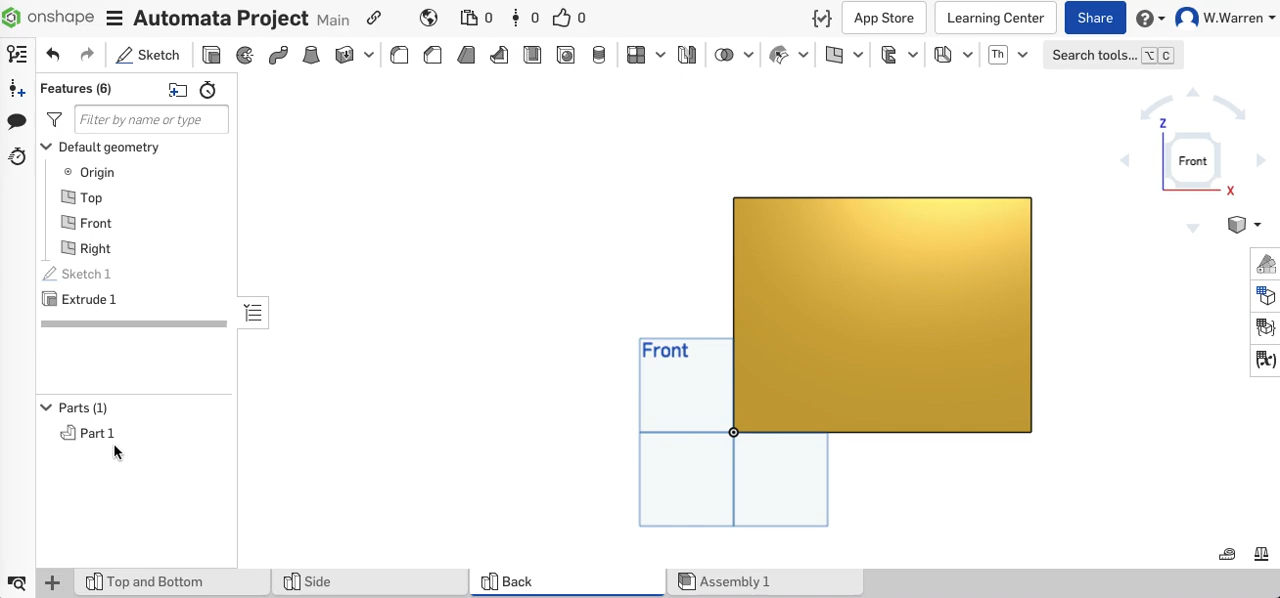 onshape Automata Project Main 0 0 0 App Store Learning Center Share W.Warren
Sketch Th Search tools... ⌥ C
Features (6)
Filter by name or type
Default geometry
Origin
Top
Front
Right
Sketch 1
Extrude 1
Parts (1)
Part 1
Front
Z
Front
X
Top and Bottom Side Back Assembly 1